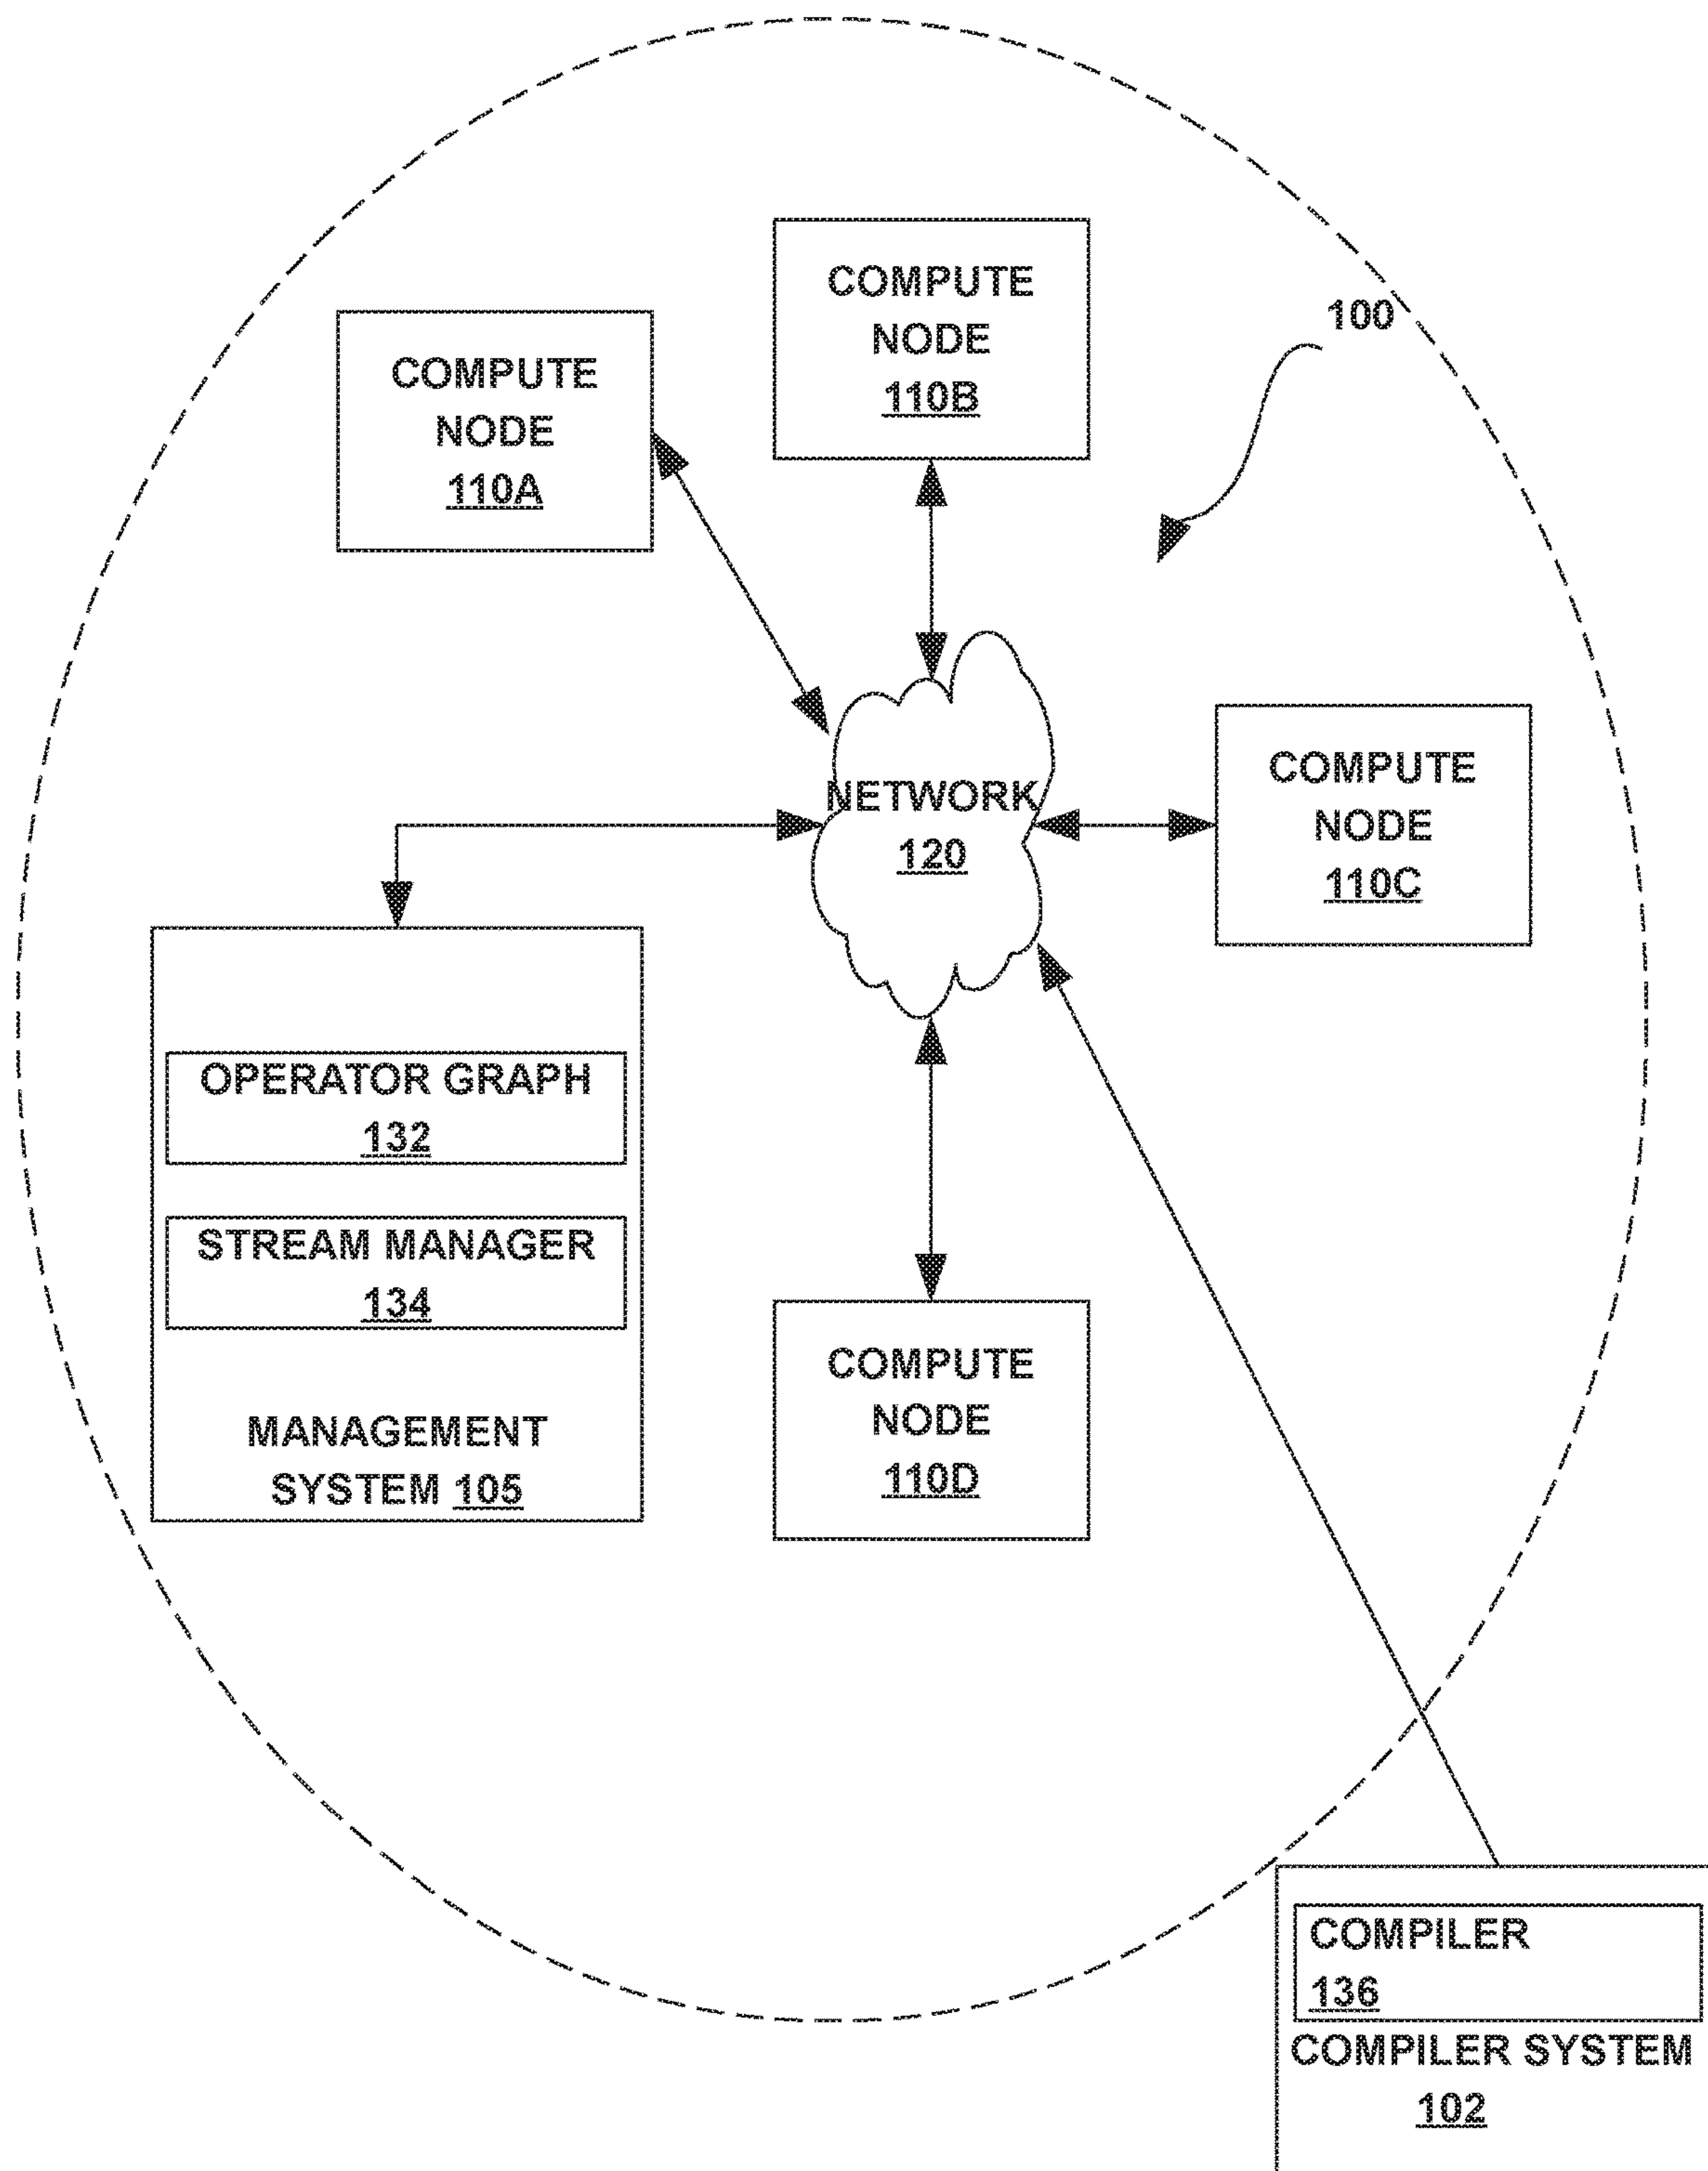 COMPUTE
NODE
110B
100
COMPUTE
NODE
110A
NETWORK
120
COMPUTE
NODE
110C
OPERATOR GRAPH
132
STREAM MANAGER
134
MANAGEMENT
SYSTEM 105
COMPUTE
NODE
110D
COMPILER
136
COMPILER SYSTEM
102